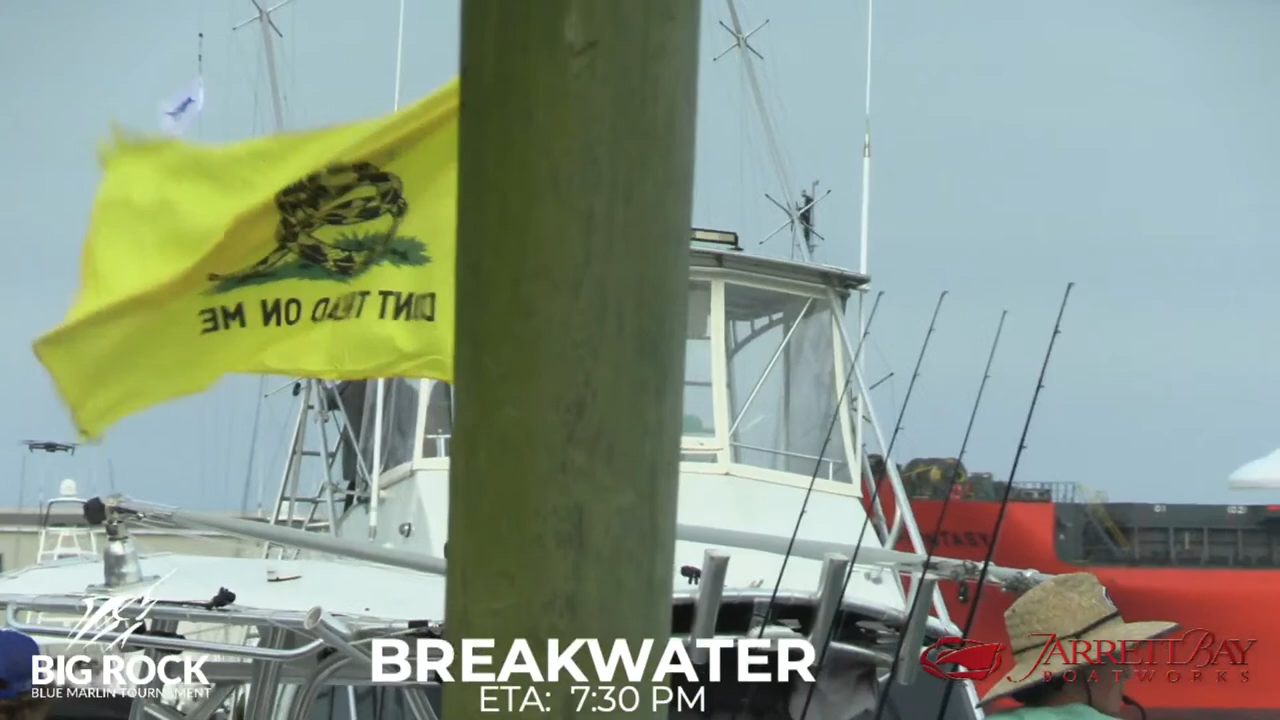 DONT TREAD ON ME
BIG ROCK
BLUE MARLIN TOURNAMENT
BREAKWATER
ETA: 7:30 PM
JARRETT BAY
BOATWORKS